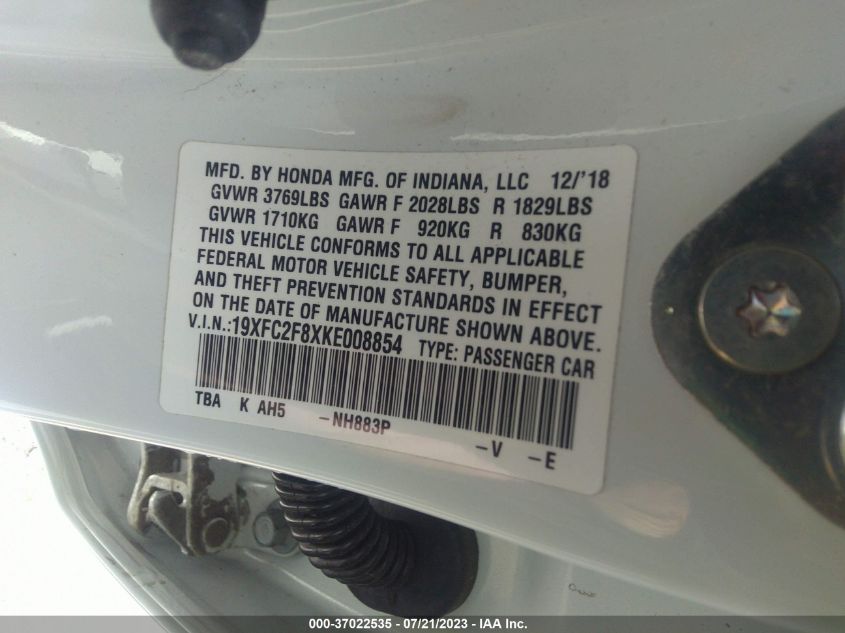 MFD. BY HONDA MFG. OF INDIANA, LLC 12/'18
GVWR 3769LBS GAWR F 2028LBS R 1829LBS
GVWR 1710KG GAWR F 920KG R 830KG
THIS VEHICLE CONFORMS TO ALL APPLICABLE
FEDERAL MOTOR VEHICLE SAFETY, BUMPER,
AND THEFT PREVENTION STANDARDS IN EFFECT
ON THE DATE OF MANUFACTURE SHOWN ABOVE.
V.I.N.:19XFC2F8XKE008854 TYPE: PASSENGER CAR
TBA K AH5 -NH883P -V -E
000-37022535 - 07/21/2023 - IAA Inc.